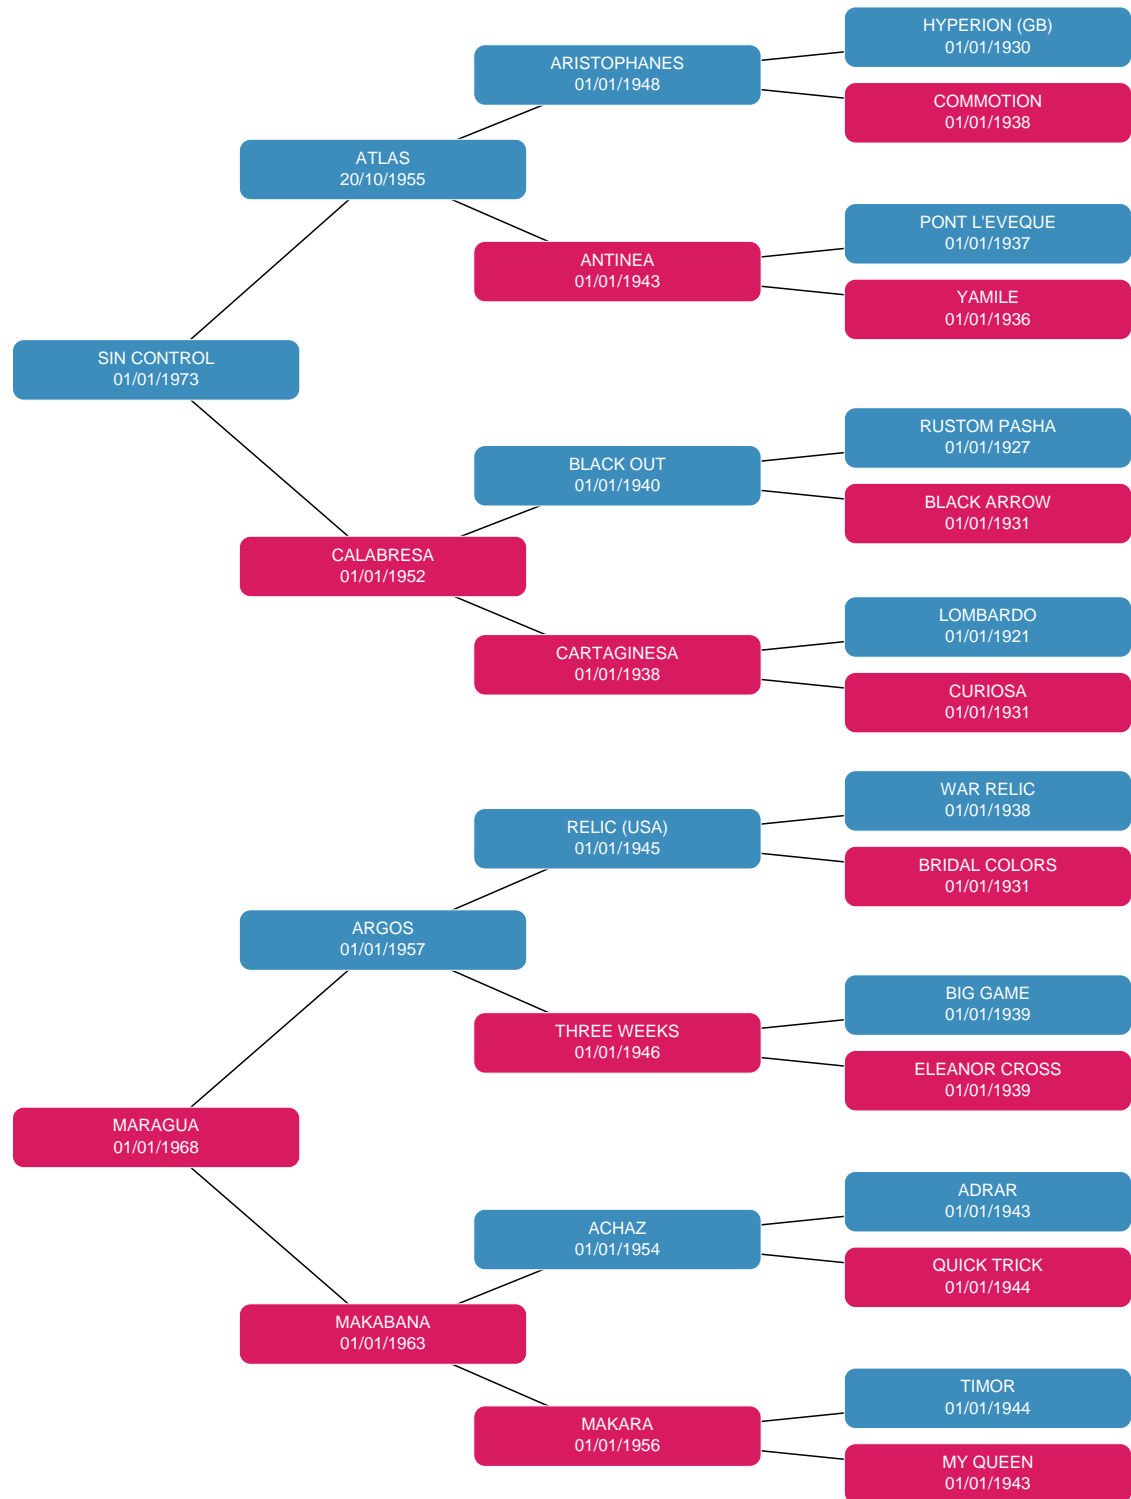 HYPERION (GB)
01/01/1930
ARISTOPHANES
01/01/1948
COMMOTION
01/01/1938
ATLAS
20/10/1955
PONT L'EVEQUE
01/01/1937
ANTINEA
01/01/1943
YAMILE
01/01/1936
SIN CONTROL
01/01/1973
RUSTOM PASHA
01/01/1927
BLACK OUT
01/01/1940
BLACK ARROW
01/01/1931
CALABRESA
01/01/1952
LOMBARDO
01/01/1921
CARTAGINESA
01/01/1938
CURIOSA
01/01/1931
WAR RELIC
01/01/1938
RELIC (USA)
01/01/1945
BRIDAL COLORS
01/01/1931
ARGOS
01/01/1957
BIG GAME
01/01/1939
THREE WEEKS
01/01/1946
ELEANOR CROSS
01/01/1939
MARAGUA
01/01/1968
ADRAR
01/01/1943
ACHAZ
01/01/1954
QUICK TRICK
01/01/1944
MAKABANA
01/01/1963
TIMOR
01/01/1944
MAKARA
01/01/1956
MY QUEEN
01/01/1943